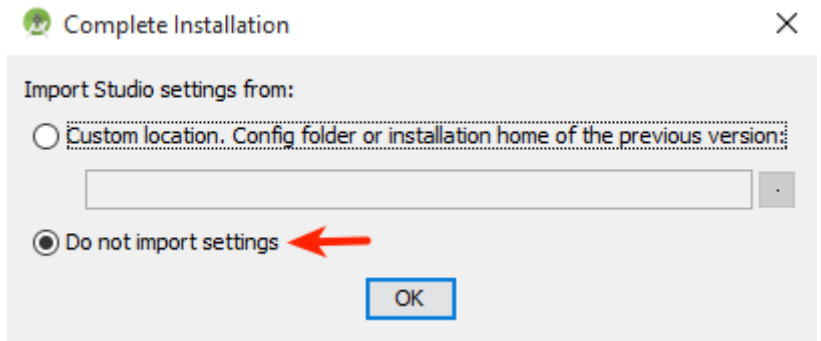 Complete Installation
Import Studio settings from:
Custom location. Config folder or installation home of the previous version:
.
Do not import settings
OK